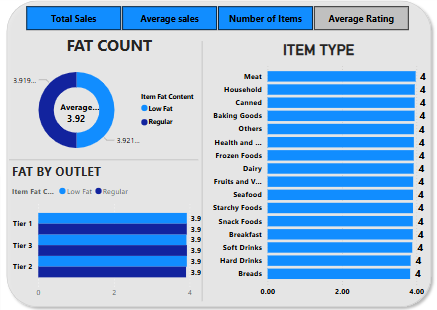 Total Sales
Average sales
Number of Items
Average Rating
FAT COUNT
3.919...
Average...
3.92
3.921...
Item Fat Content
Low Fat
Regular
FAT BY OUTLET
Item Fat C...
Low Fat
Regular
Tier 1
Tier 3
Tier 2
3.9
3.9
3.9
3.9
3.9
3.9
0
2
4
ITEM TYPE
Meat 4
Household 4
Canned 4
Baking Goods 4
Others 4
Health and ... 4
Frozen Foods 4
Dairy 4
Fruits and V... 4
Seafood 4
Starchy Foods 4
Snack Foods 4
Breakfast 4
Soft Drinks 4
Hard Drinks 4
Breads 4
0.00
2.00
4.00